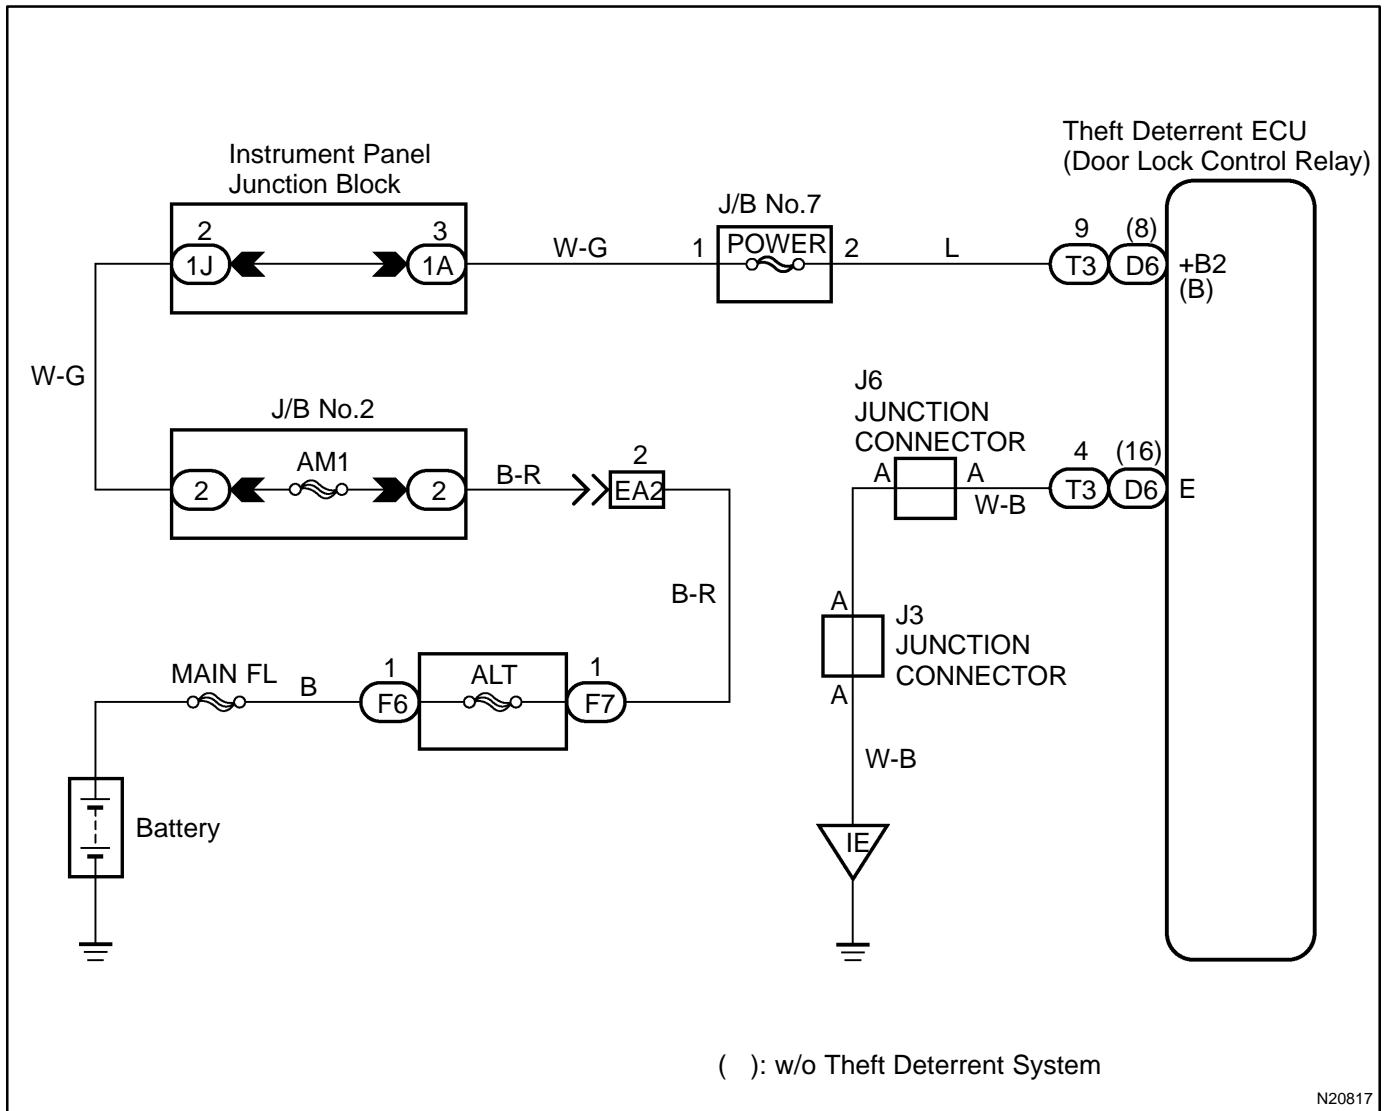 Theft Deterrent ECU
(Door Lock Control Relay)
Instrument Panel
Junction Block
J/B No.7
2
1J
3
1A
W-G
1
POWER
2
L
9
(8)
T3
D6
+B2
(B)
W-G
J/B No.2
2
AM1
2
B-R
2
EA2
J6
JUNCTION
CONNECTOR
A
A
W-B
4
(16)
T3
D6
E
B-R
A
J3
JUNCTION
CONNECTOR
A
MAIN FL
B
1
F6
ALT
1
F7
W-B
Battery
IE
( ): w/o Theft Deterrent System
N20817